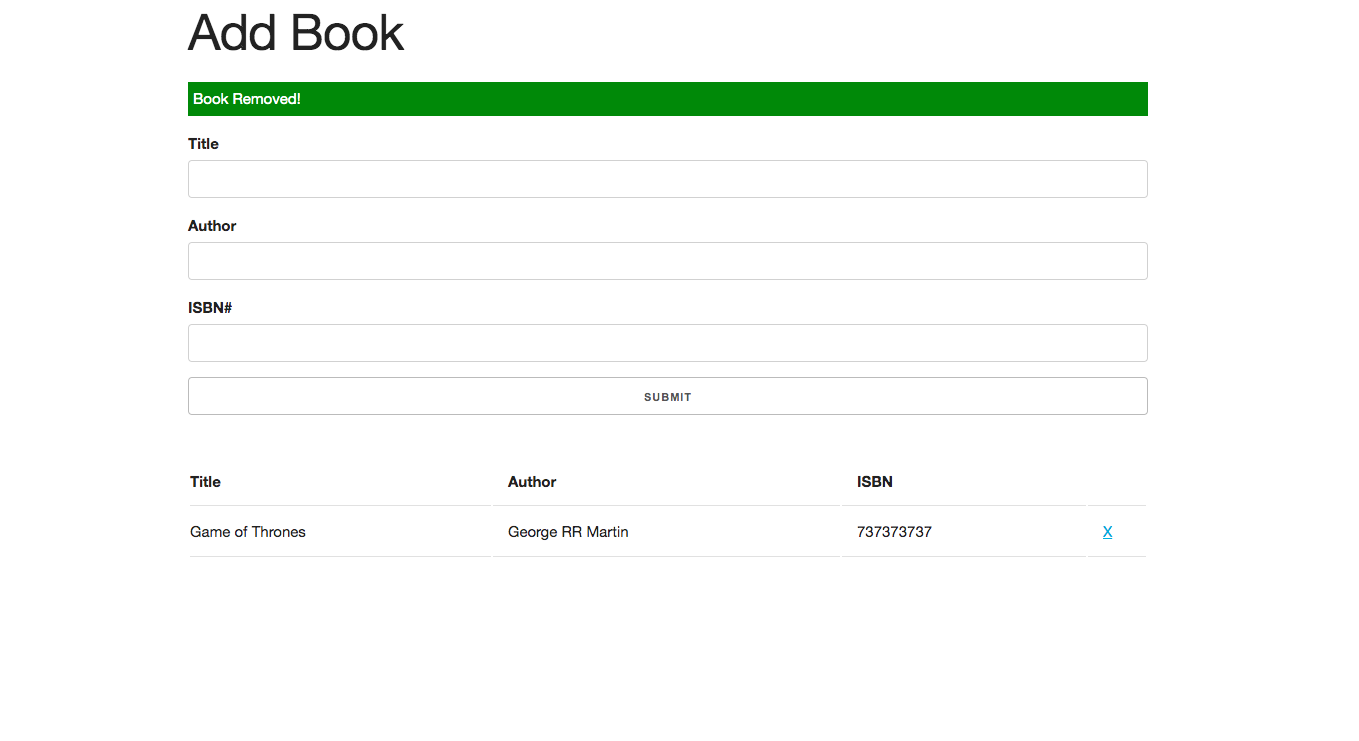 Add Book
Book Removed!
Title
Author
ISBN#
SUBMIT
Title Author ISBN
Game of Thrones George RR Martin 737373737 X